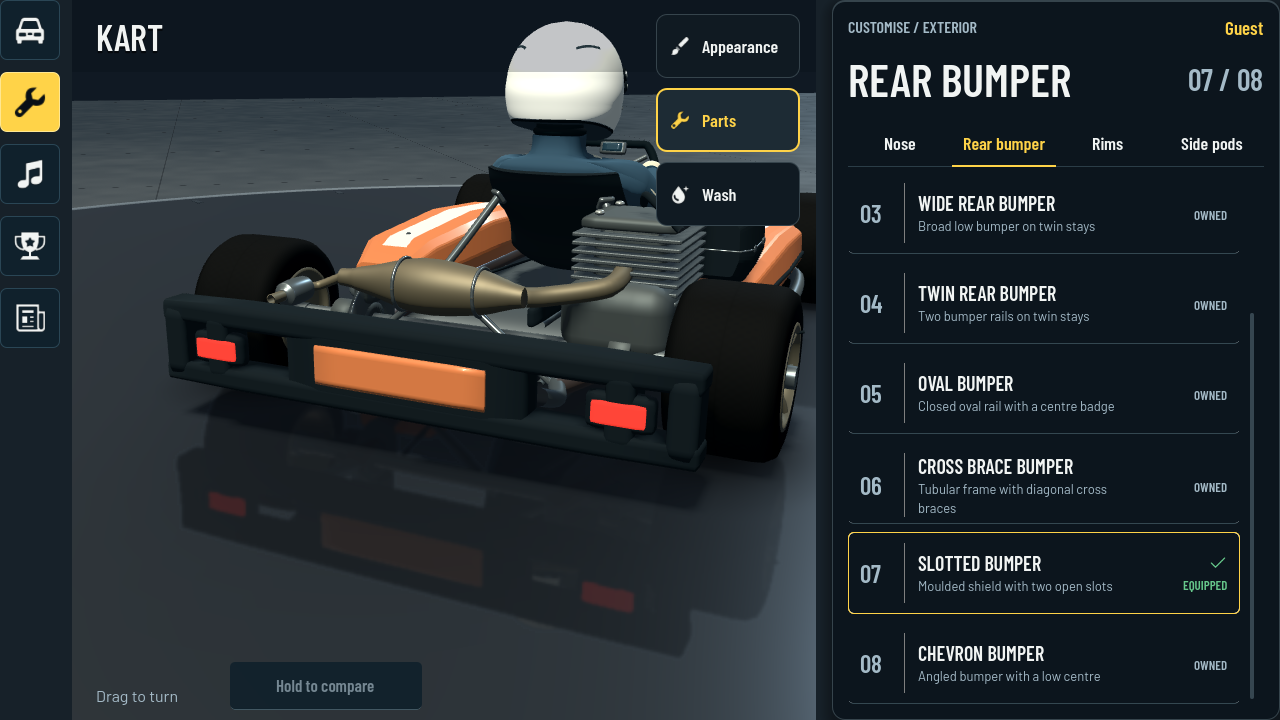 KART
Appearance
Parts
Wash
Drag to turn
Hold to compare
CUSTOMISE / EXTERIOR
Guest
REAR BUMPER
07 / 08
Nose
Rear bumper
Rims
Side pods
03
WIDE REAR BUMPER
Broad low bumper on twin stays
OWNED
04
TWIN REAR BUMPER
Two bumper rails on twin stays
OWNED
05
OVAL BUMPER
Closed oval rail with a centre badge
OWNED
06
CROSS BRACE BUMPER
Tubular frame with diagonal cross
braces
OWNED
07
SLOTTED BUMPER
Moulded shield with two open slots
EQUIPPED
08
CHEVRON BUMPER
Angled bumper with a low centre
OWNED